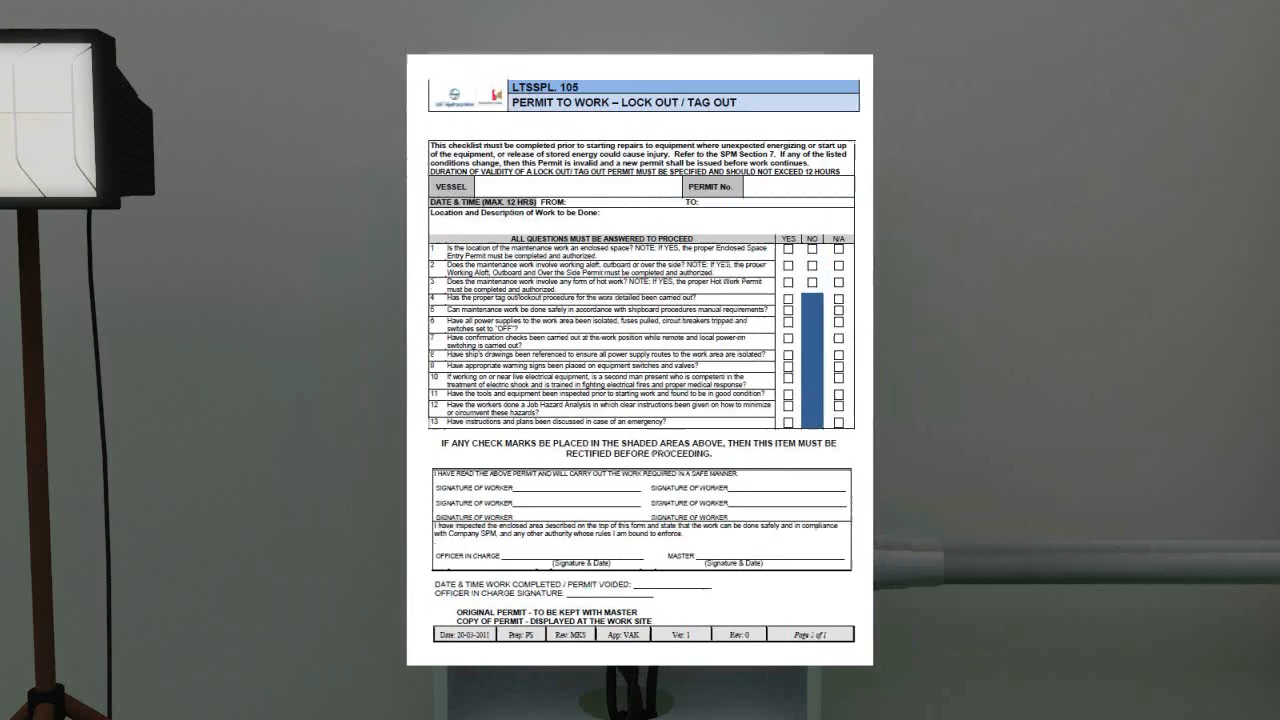 LTSSPL. 105
PERMIT TO WORK – LOCK OUT / TAG OUT
This checklist must be completed prior to starting repairs to equipment where unexpected energizing or start up
of the equipment, or release of stored energy could cause injury. Refer to the SPM Section 7. If any of the listed
conditions change, then this Permit is invalid and a new permit shall be issued before work continues.
DURATION OF VALIDITY OF A LOCK OUT/ TAG OUT PERMIT MUST BE SPECIFIED AND SHOULD NOT EXCEED 12 HOURS
VESSEL PERMIT No.
DATE & TIME (MAX. 12 HRS) FROM: TO:
Location and Description of Work to be Done:
ALL QUESTIONS MUST BE ANSWERED TO PROCEED YES NO N/A
1 Is the location of the maintenance work an enclosed space? NOTE: If YES, the proper Enclosed Space
Entry Permit must be completed and authorized.
2 Does the maintenance work involve working aloft, outboard or over the side? NOTE: If YES, the proper
Working Aloft, Outboard and Over the Side Permit must be completed and authorized.
3 Does the maintenance work involve any form of hot work? NOTE: If YES, the proper Hot Work Permit
must be completed and authorized.
4 Has the proper tag out/lockout procedure for the work detailed been carried out?
5 Can maintenance work be done safely in accordance with shipboard procedures manual requirements?
6 Have all power supplies to the work area been isolated, fuses pulled, circuit breakers tripped and
switches set to "OFF"?
7 Have confirmation checks been carried out at the work position while remote and local power-on
switching is carried out?
8 Have ship's drawings been referenced to ensure all power supply routes to the work area are isolated?
9 Have appropriate warning signs been placed on equipment switches and valves?
10 If working on or near live electrical equipment, is a second man present who is competent in the
treatment of electric shock and is trained in fighting electrical fires and proper medical response?
11 Have the tools and equipment been inspected prior to starting work and found to be in good condition?
12 Have the workers done a Job Hazard Analysis in which clear instructions been given on how to minimize
or circumvent these hazards?
13 Have instructions and plans been discussed in case of an emergency?
IF ANY CHECK MARKS BE PLACED IN THE SHADED AREAS ABOVE, THEN THIS ITEM MUST BE
RECTIFIED BEFORE PROCEEDING.
I HAVE READ THE ABOVE PERMIT AND WILL CARRY OUT THE WORK REQUIRED IN A SAFE MANNER.
SIGNATURE OF WORKER SIGNATURE OF WORKER
SIGNATURE OF WORKER SIGNATURE OF WORKER
SIGNATURE OF WORKER SIGNATURE OF WORKER
I have inspected the enclosed area described on the top of this form and state that the work can be done safely and in compliance
with Company SPM, and any other authority whose rules I am bound to enforce.
OFFICER IN CHARGE MASTER
(Signature & Date) (Signature & Date)
DATE & TIME WORK COMPLETED / PERMIT VOIDED:
OFFICER IN CHARGE SIGNATURE:
ORIGINAL PERMIT - TO BE KEPT WITH MASTER
COPY OF PERMIT - DISPLAYED AT THE WORK SITE
Date: 20-03-2011 Prep: PS Rev: MKS App: VAK Ver: 1 Rev: 0 Page 1 of 1